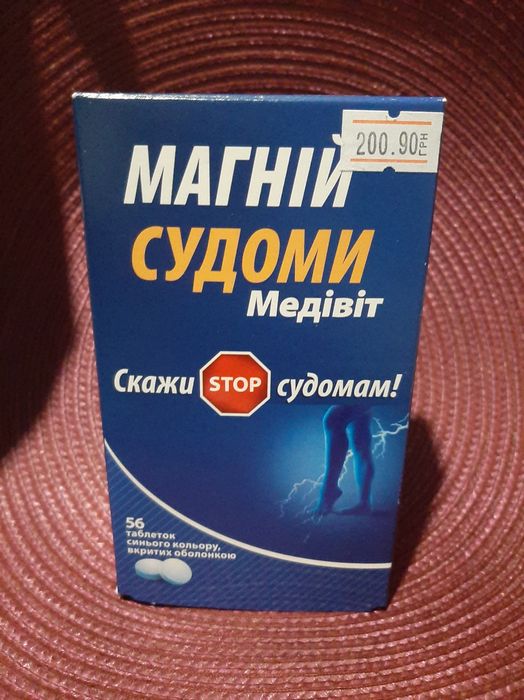 200.90 ГРН
МАГНІЙ
СУДОМИ
Медівіт
Скажи STOP судомам!
56
таблеток
синього кольору,
вкритих оболонкою